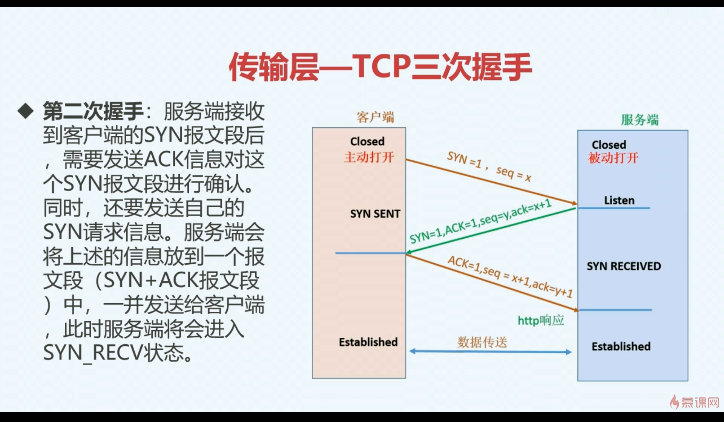 传输层—TCP三次握手
◆ 第二次握手：服务端接收
到客户端的SYN报文段后
，需要发送ACK信息对这
个SYN报文段进行确认。
同时，还要发送自己的
SYN请求信息。服务端会
将上述的信息放到一个报
文段（SYN+ACK报文段
）中，一并发送给客户端
，此时服务端将会进入
SYN_RECV状态。
客户端
服务端
Closed
主动打开
Closed
被动打开
SYN =1 ， seq = x
Listen
SYN SENT
SYN=1,ACK=1,seq=y,ack=x+1
SYN RECEIVED
ACK=1,seq = x+1,ack=y+1
http响应
Established
数据传送
Established
慕课网